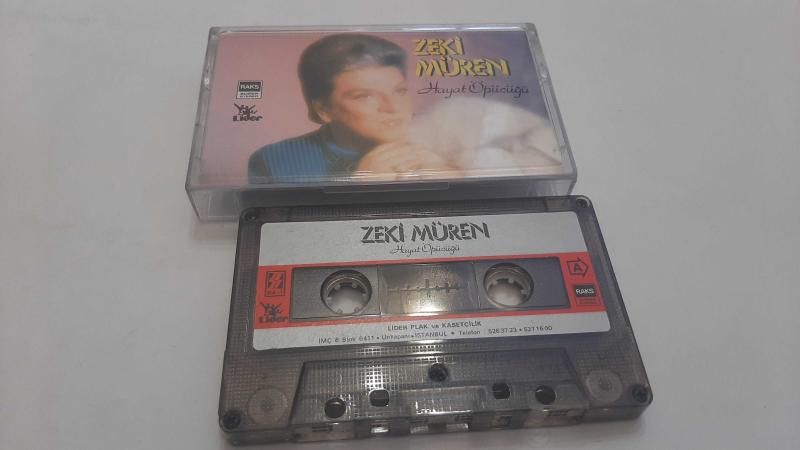 ZEKİ
MÜREN
Hayat Öpücüğü
RAKS
Lider
ZEKİ MÜREN
Hayat Öpücüğü
A
Lider
RAKS
LİDER PLAK ve KASETÇİLİK
İMÇ 6. Blok 6411 • Unkapanı • İSTANBUL • Telefon : 526 37 23 • 527 16 00